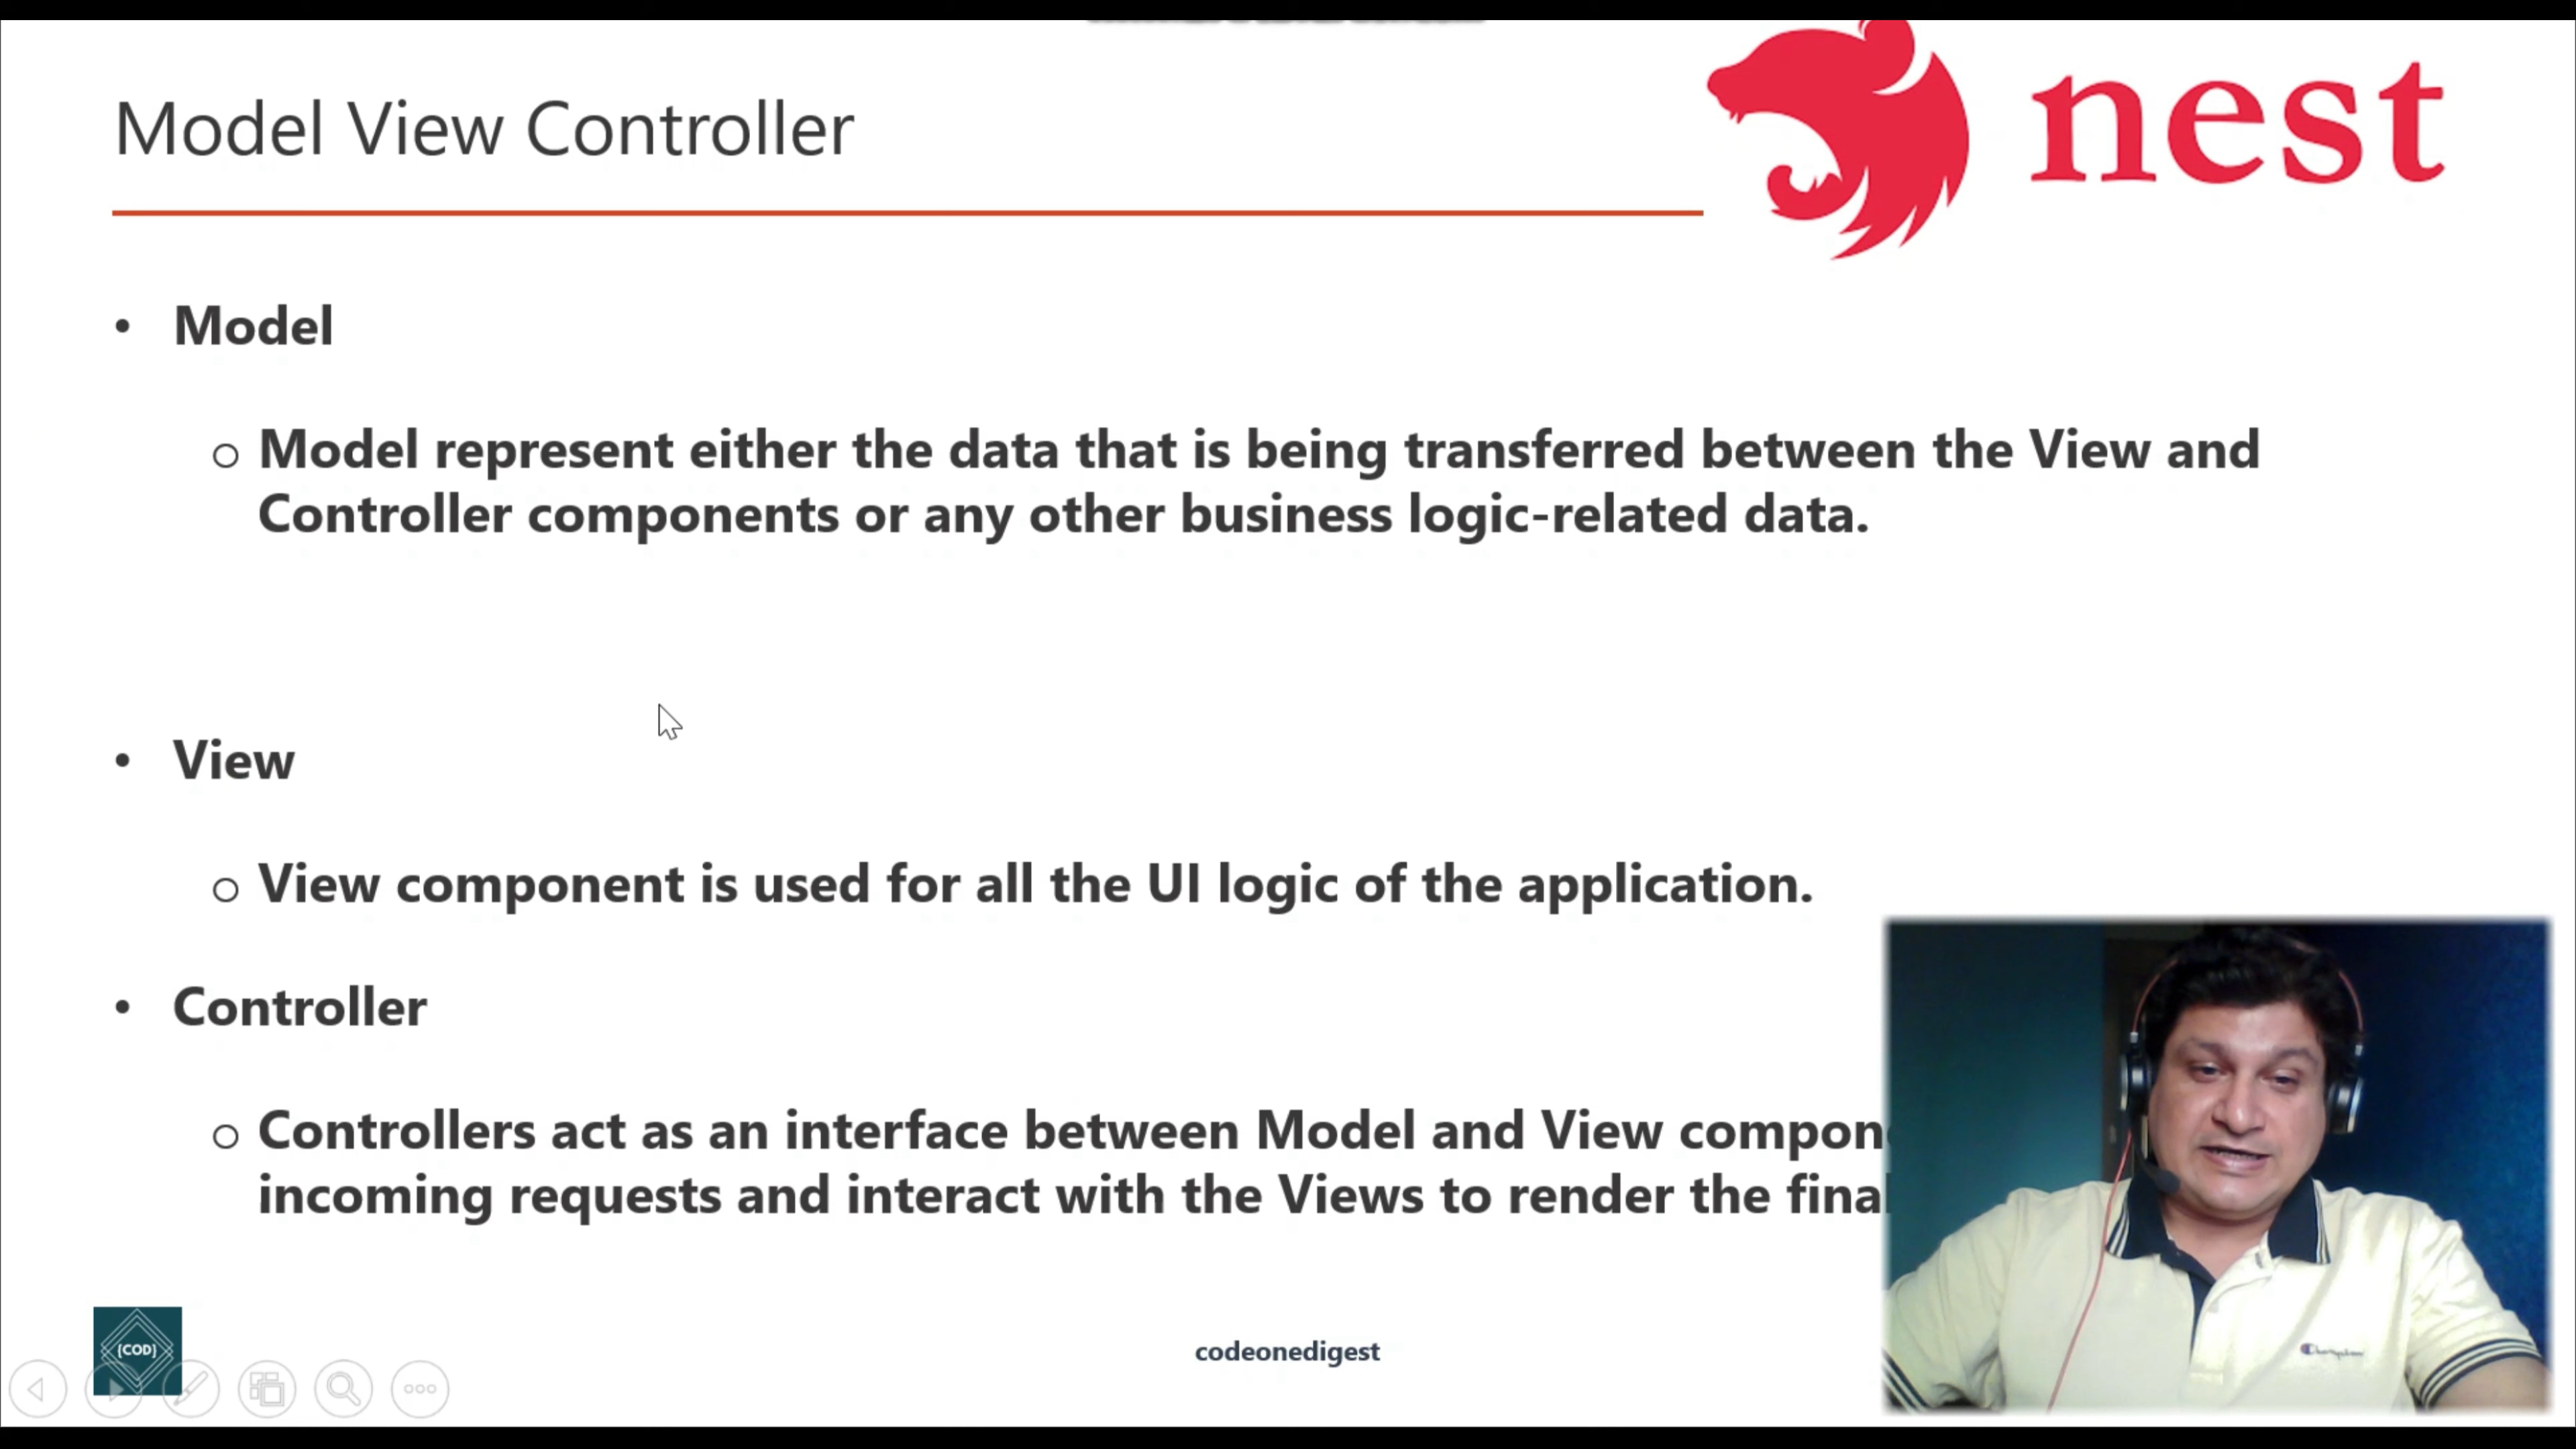 Model View Controller
nest
• Model
o Model represent either the data that is being transferred between the View and
Controller components or any other business logic-related data.
• View
o View component is used for all the UI logic of the application.
• Controller
o Controllers act as an interface between Model and View
incoming requests and interact with the Views to render the
{COD}
codeonedigest
Champion